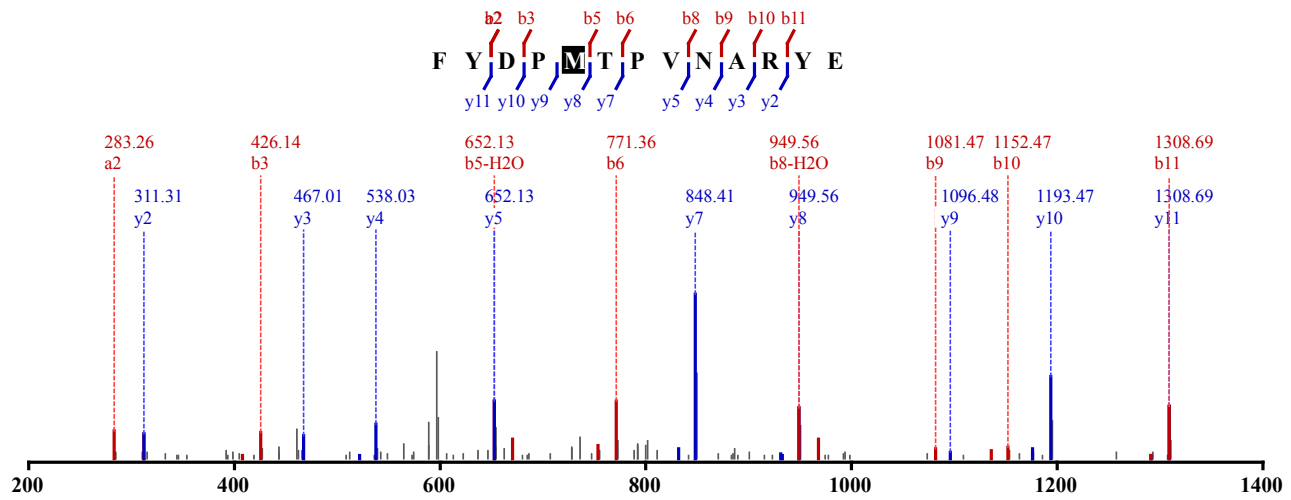 a2 b2 b3 b5 b6 b8 b9 b10 b11
F Y D P M T P V N A R Y E
y11 y10 y9 y8 y7 y5 y4 y3 y2
283.26 426.14 652.13 771.36 949.56 1081.47 1152.47 1308.69
a2 b3 b5-H2O b6 b8-H2O b9 b10 b11
311.31 467.01 538.03 652.13 848.41 949.56 1096.48 1193.47 1308.69
y2 y3 y4 y5 y7 y8 y9 y10 y11
200 400 600 800 1000 1200 1400